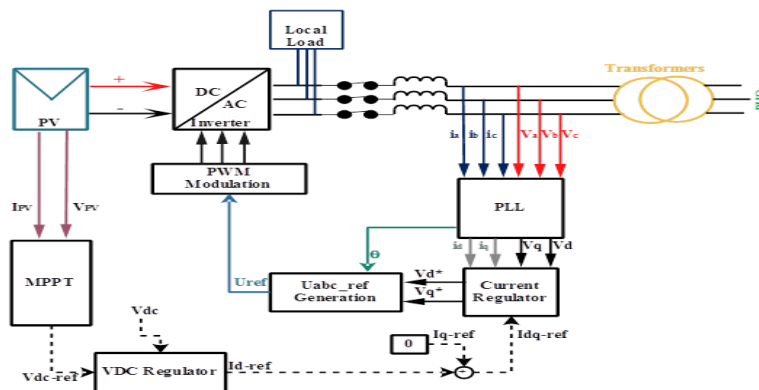 Local
Load
Transformers
+
-
DC
AC
Inverter
PV
ia ib ic Va Vb Vc
PWM
Modulation
PLL
IPV
VPV
id iq Vq Vd
θ
MPPT
Uref
Uabc_ref
Generation
Vd*
Vq*
Current
Regulator
Vdc
0
Iq-ref
Idq-ref
Vdc-ref
VDC Regulator
Id-ref
+